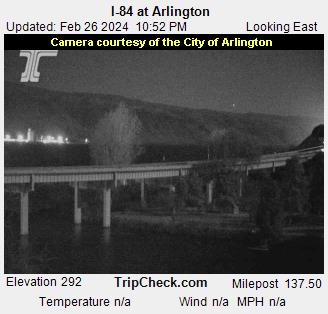 I-84 at Arlington
Updated: Feb 26 2024 10:52 PM Looking East
Camera courtesy of the City of Arlington
Elevation 292 TripCheck.com Milepost 137.50
Temperature n/a Wind n/a MPH n/a